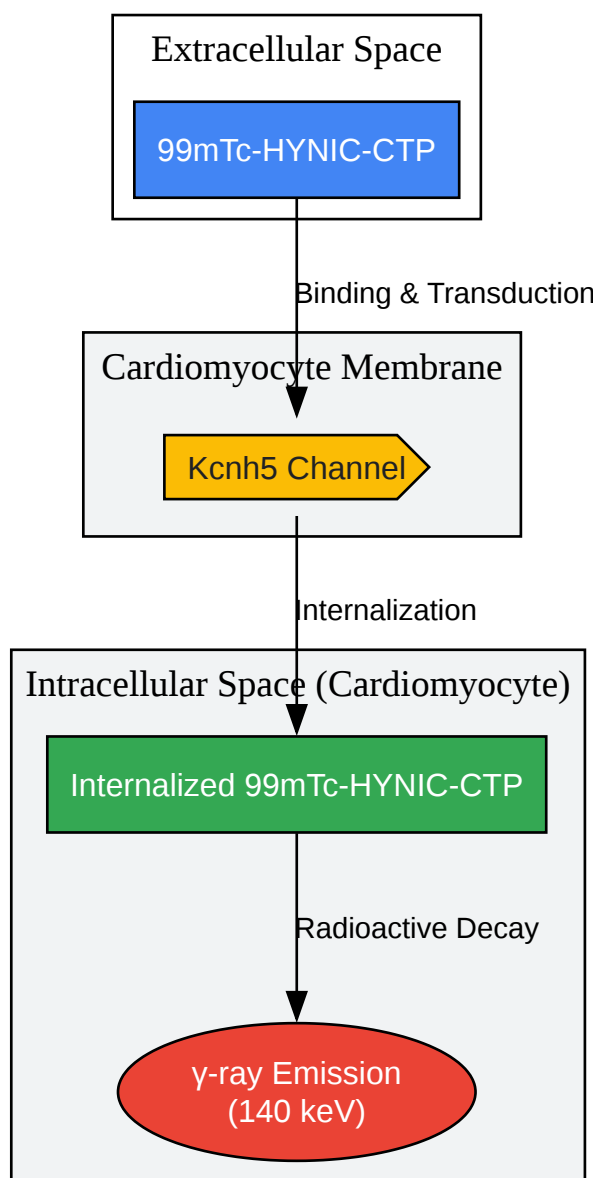 Extracellular Space
99mTc-HYNIC-CTP
Binding & Transduction
Cardiomyocyte Membrane
Kcnh5 Channel
Internalization
Intracellular Space (Cardiomyocyte)
Internalized 99mTc-HYNIC-CTP
Radioactive Decay
γ-ray Emission
(140 keV)